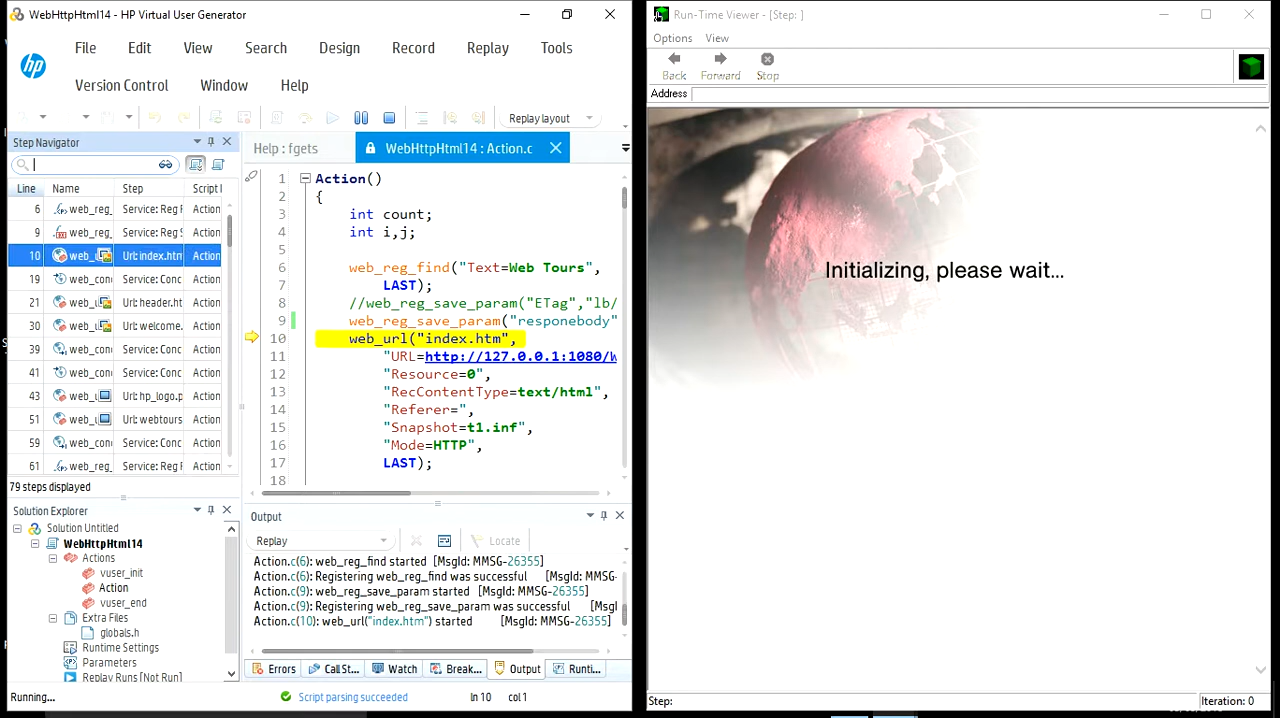 WebHttpHtml14 - HP Virtual User Generator
File Edit View Search Design Record Replay Tools
Version Control Window Help
Replay layout
Step Navigator
Line Name Step Script I
6 web_reg_ Service: Reg F Action
9 web_reg_ Service: Reg S Action
10 web_u Url: index.htm Action
19 web_con Service: Conc Action
21 web_u Url: header.ht Action
30 web_u Url: welcome. Action
39 web_con Service: Conc Action
41 web_con Service: Conc Action
43 web_u Url: hp_logo.p Action
51 web_u Url: webtours Action
59 web_con Service: Conc Action
61 web_reg_ Service: Reg F Action
79 steps displayed
Solution Explorer
Solution Untitled
WebHttpHtml14
Actions
vuser_init
Action
vuser_end
Extra Files
globals.h
Runtime Settings
Parameters
Replay Runs [Not Run]
Help : fgets WebHttpHtml14 : Action.c
1 Action()
2 {
3 int count;
4 int i,j;
5
6 web_reg_find("Text=Web Tours",
7 LAST);
8 //web_reg_save_param("ETag","lb/
9 web_reg_save_param("responebody"
10 web_url("index.htm",
11 "URL=http://127.0.0.1:1080/W
12 "Resource=0",
13 "RecContentType=text/html",
14 "Referer=",
15 "Snapshot=t1.inf",
16 "Mode=HTTP",
17 LAST);
18
Output
Replay Locate
Action.c(6): web_reg_find started [MsgId: MMSG-26355]
Action.c(6): Registering web_reg_find was successful [MsgId: MMSG-
Action.c(9): web_reg_save_param started [MsgId: MMSG-26355]
Action.c(9): Registering web_reg_save_param was successful [Msg
Action.c(10): web_url("index.htm") started [MsgId: MMSG-26355]
Errors Call St... Watch Break... Output Runti...
Running... Script parsing succeeded ln 10 col 1
Run-Time Viewer - [Step: ]
Options View
Back Forward Stop
Address
Initializing, please wait...
Step: Iteration: 0